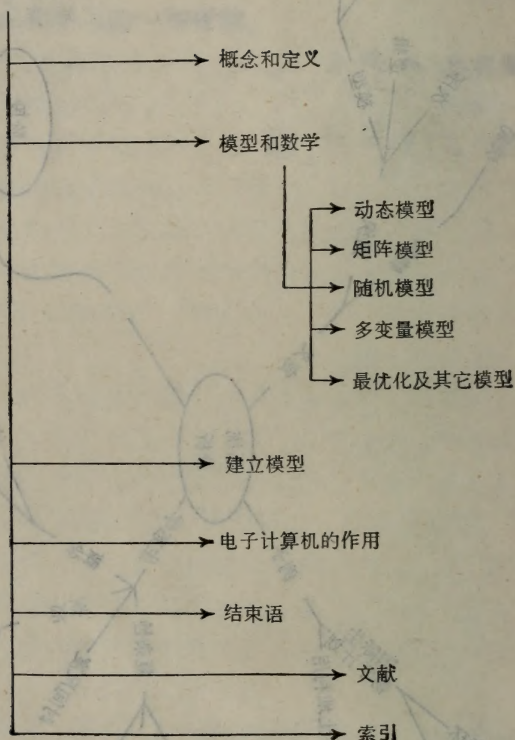 概念和定义
模型和数学
动态模型
矩阵模型
随机模型
多变量模型
最优化及其它模型
建立模型
电子计算机的作用
结束语
文献
索引